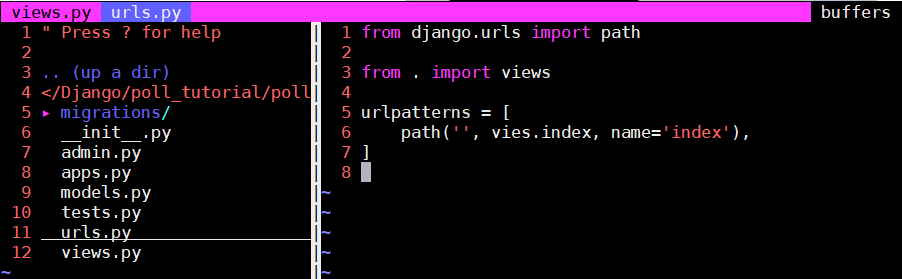 views.py urls.py buffers
1 " Press ? for help
2
3 .. (up a dir)
4 </Django/poll_tutorial/poll
5 ▸ migrations/
6 __init__.py
7 admin.py
8 apps.py
9 models.py
10 tests.py
11 urls.py
12 views.py
~
1 from django.urls import path
2
3 from . import views
4
5 urlpatterns = [
6     path('', vies.index, name='index'),
7 ]
8
~
~
~
~